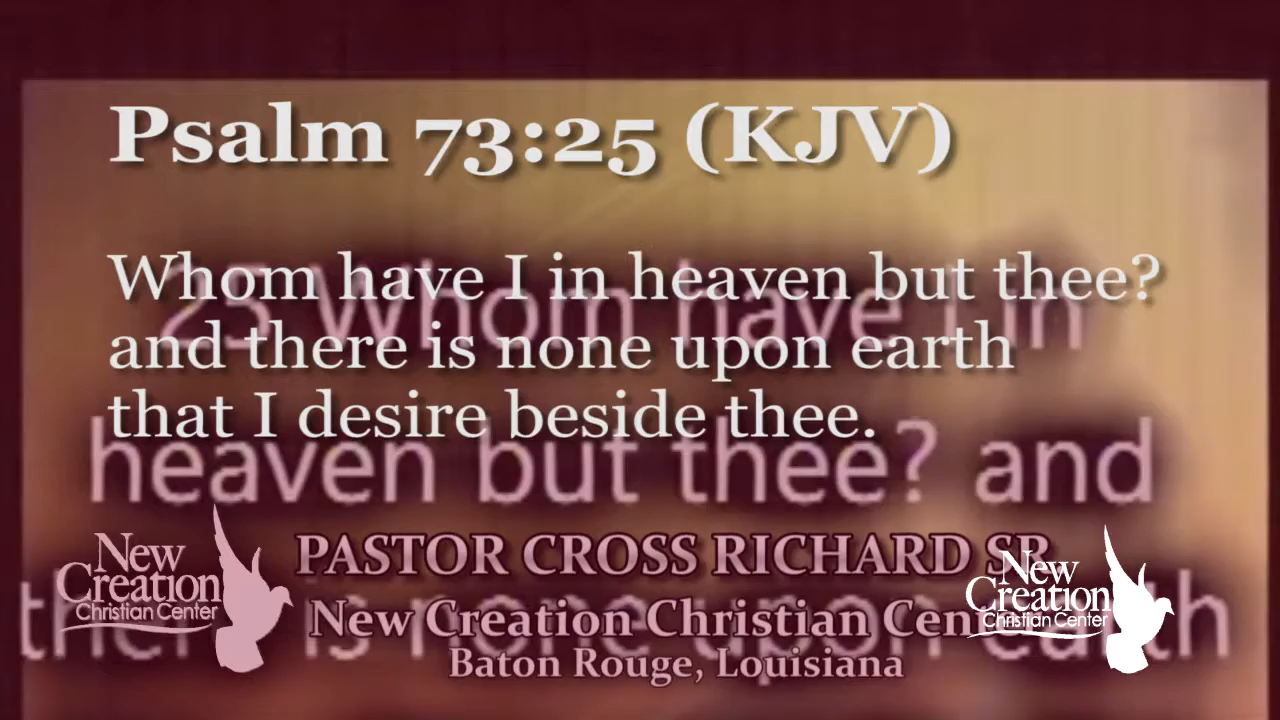 Psalm 73:25 (KJV)
Whom have I in heaven but thee?
and there is none upon earth
that I desire beside thee.
25 Whom have I in
heaven but thee? and
there is none upon earth
PASTOR CROSS RICHARD SR
New Creation Christian Center
Baton Rouge, Louisiana
New
Creation
Christian Center
New
Creation
Christian Center